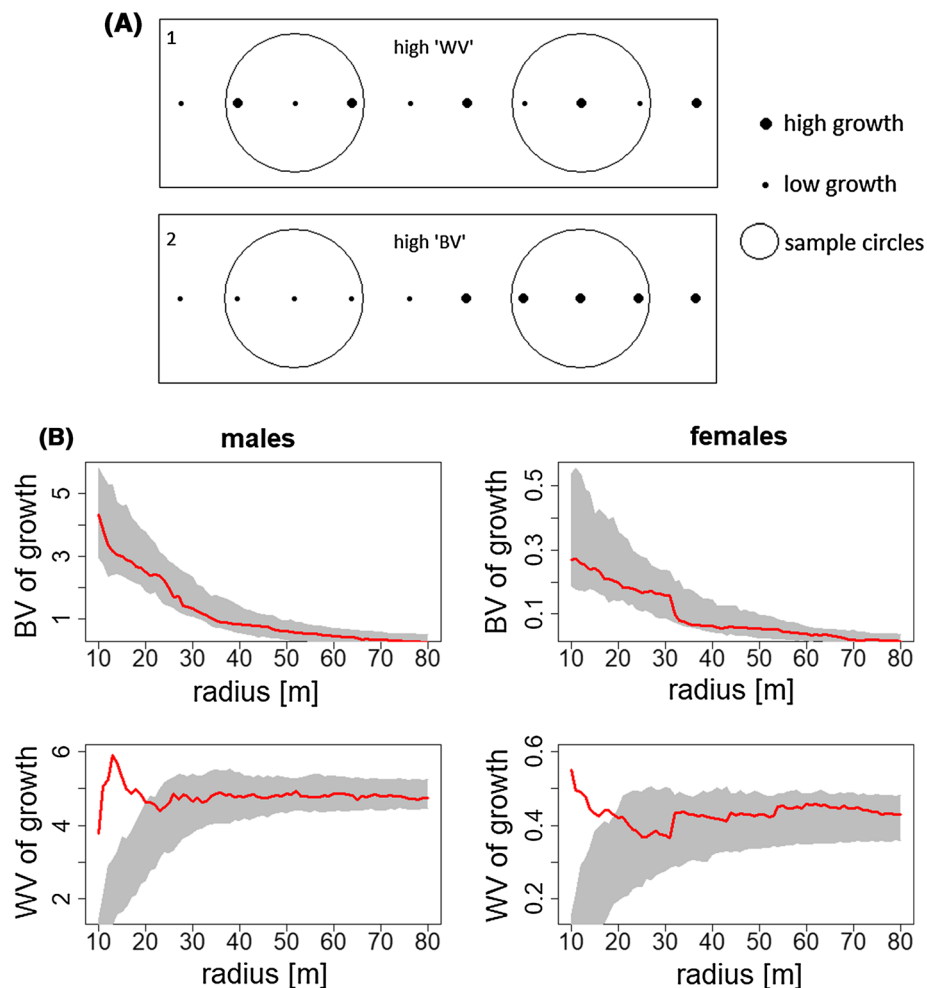 (A)
1
high 'WV'
high growth
low growth
sample circles
2
high 'BV'
(B)
males
females
BV of growth
5
3
1
10 20 30 40 50 60 70 80
radius [m]
BV of growth
0.5
0.3
0.1
10 20 30 40 50 60 70 80
radius [m]
WV of growth
6
4
2
10 20 30 40 50 60 70 80
radius [m]
WV of growth
0.6
0.4
0.2
10 20 30 40 50 60 70 80
radius [m]